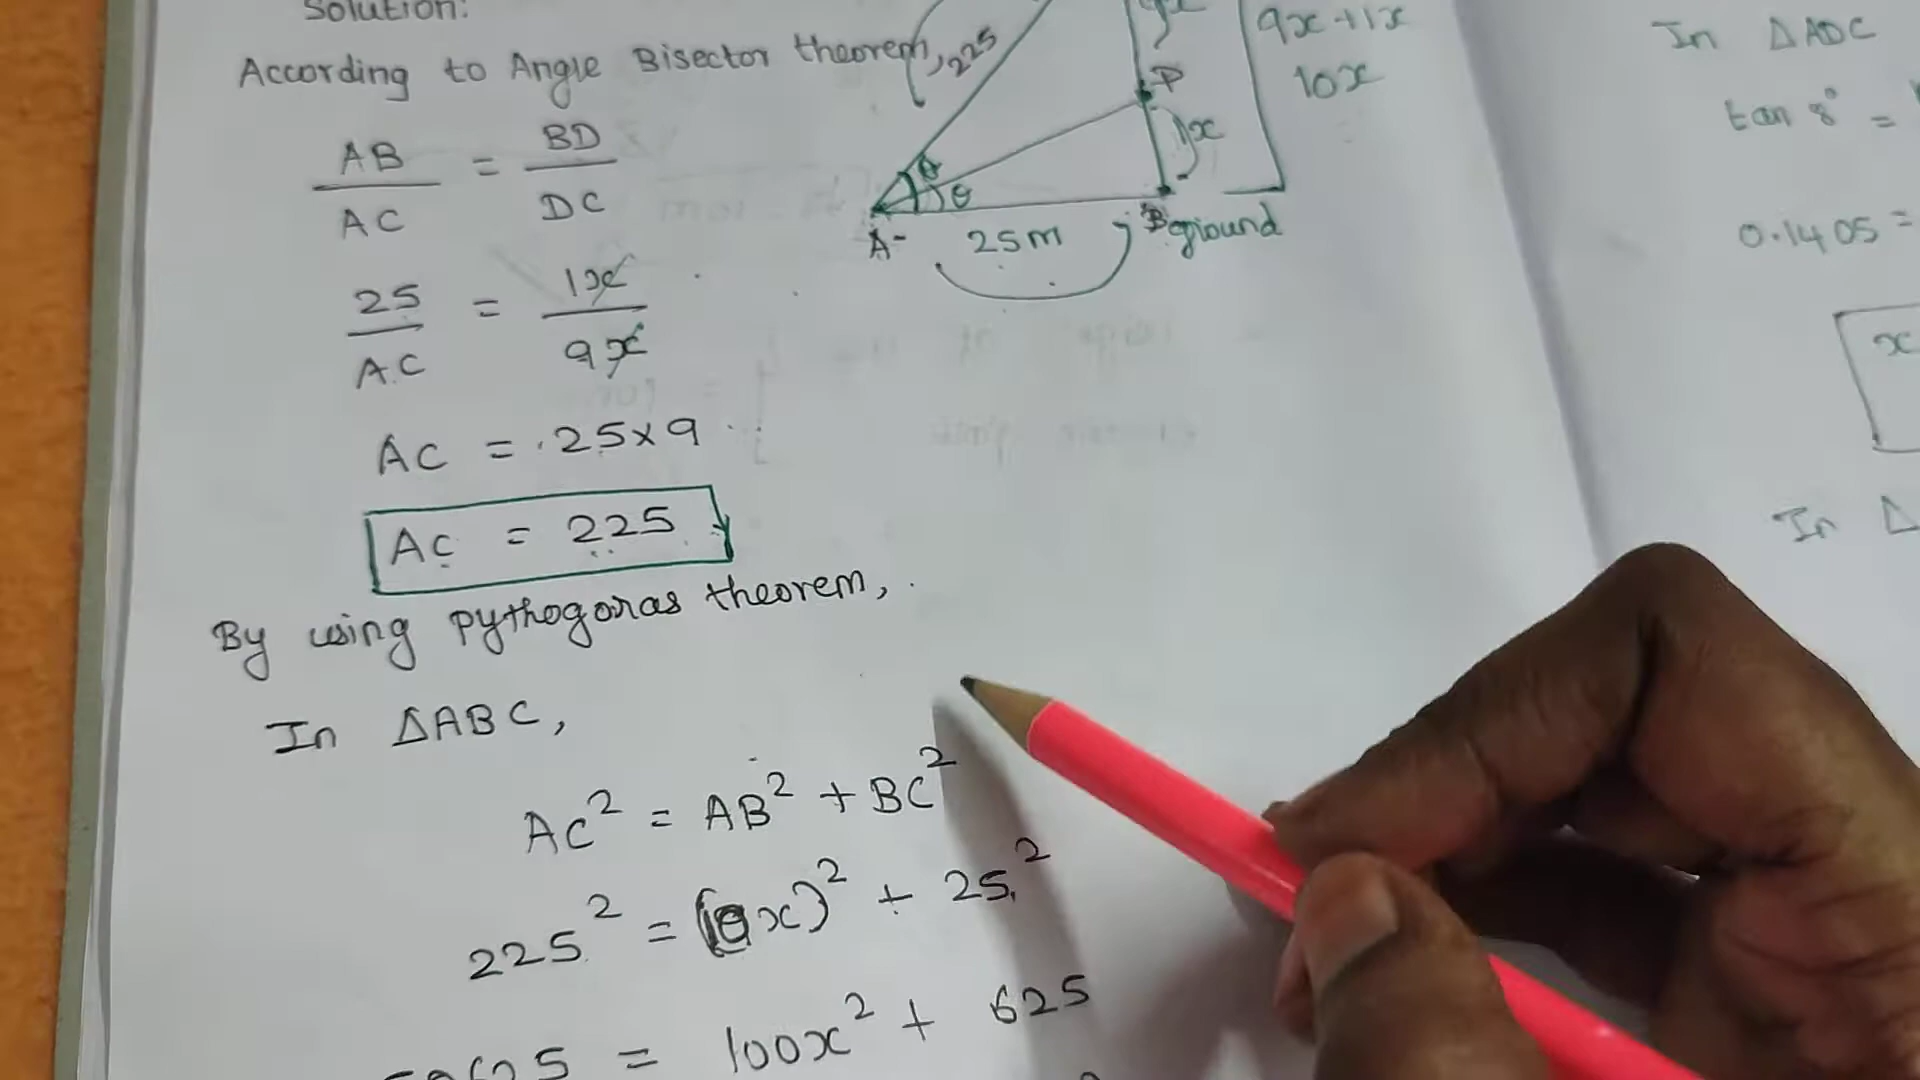 Solution:
According to Angle Bisector theorem,
AB / AC = BD / DC
25 / AC = 1x / 9x
AC = 25x9
AC = 225
By using pythogoras theorem,
In ΔABC,
AC² = AB² + BC²
225² = (10x)² + 25²
= 100x² + 625
225
9x
D
1x
θ
θ
A
25m
B
ground
9x+1x
10x
In ΔADC
tan 8° =
0.1405 =
x
In Δ